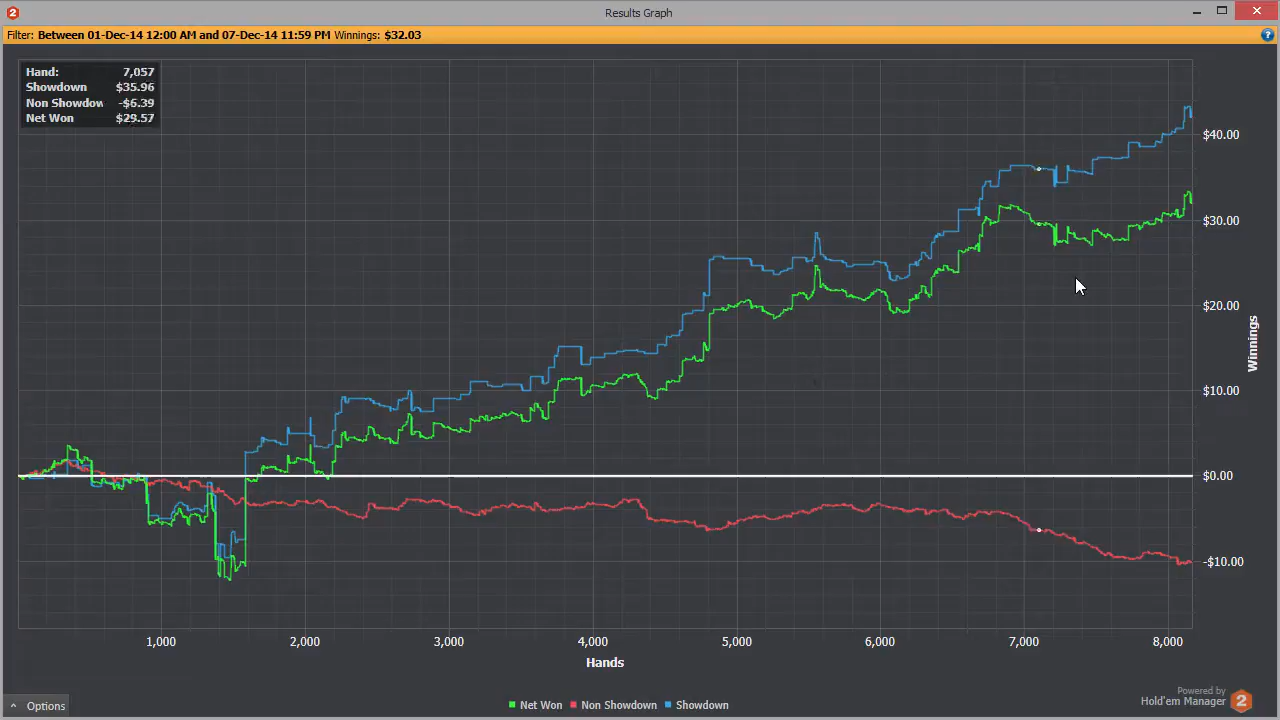 2
Results Graph
Filter: Between 01-Dec-14 12:00 AM and 07-Dec-14 11:59 PM Winnings: $32.03
?
Hand: 7,057
Showdown $35.96
Non Showdow -$6.39
Net Won $29.57
$40.00
$30.00
$20.00
$10.00
$0.00
-$10.00
Winnings
1,000 2,000 3,000 4,000 5,000 6,000 7,000 8,000
Hands
Options
Net Won Non Showdown Showdown
Powered by
Hold'em Manager 2